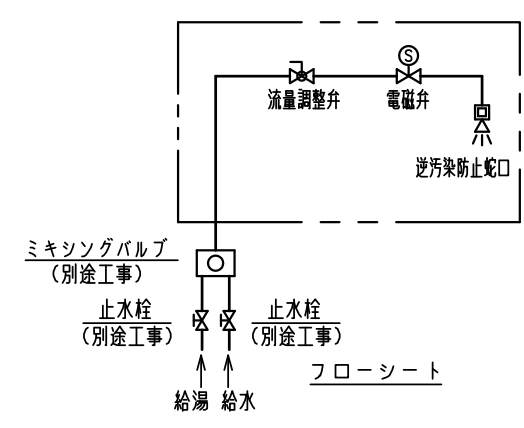 S
流量調整弁
電磁弁
逆汚染防止蛇口
ミキシングバルブ
(別途工事)
止水栓
(別途工事)
止水栓
(別途工事)
フローシート
給湯
給水